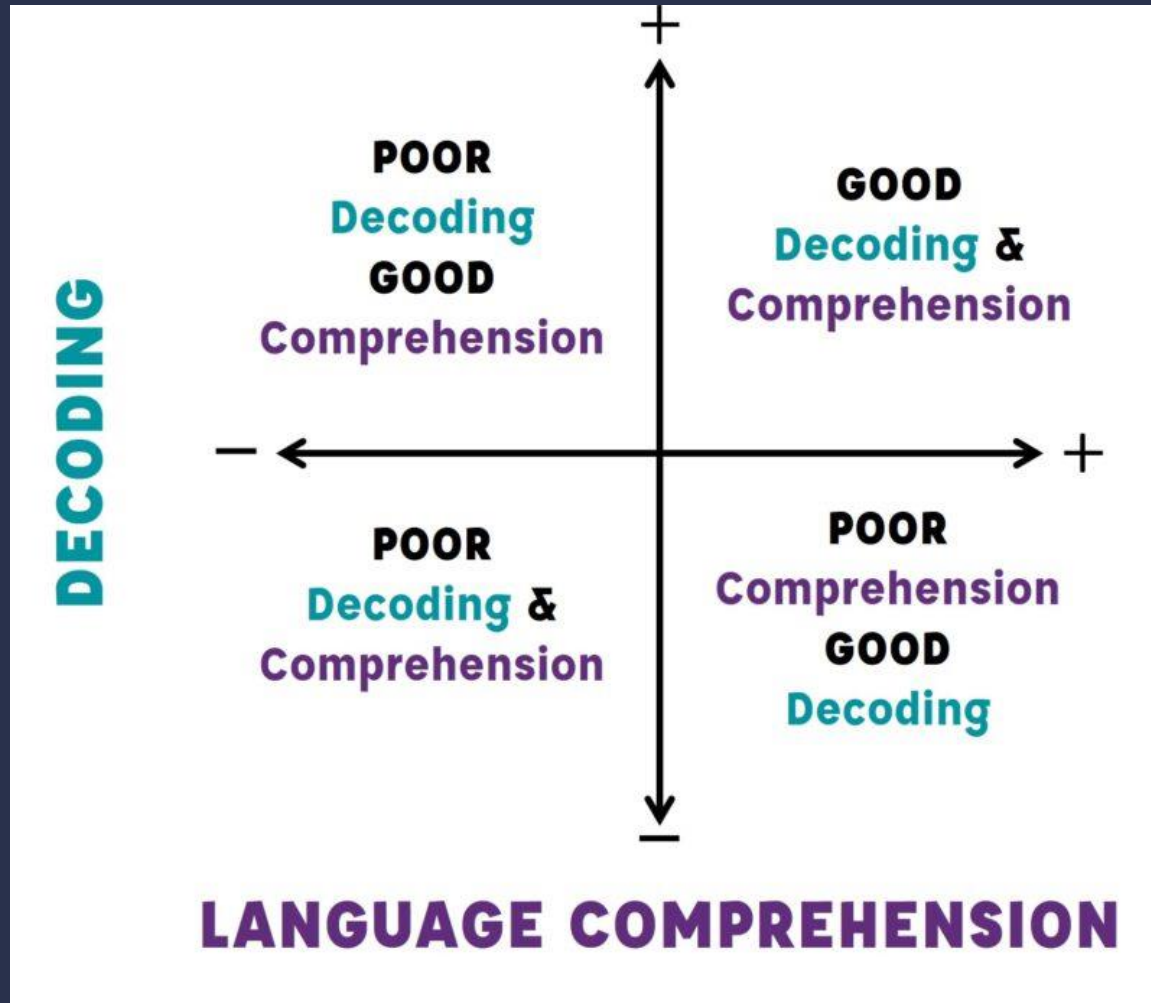 +
POOR
Decoding
GOOD
Comprehension
GOOD
Decoding &
Comprehension
DECODING
−
+
POOR
Decoding &
Comprehension
POOR
Comprehension
GOOD
Decoding
−
LANGUAGE COMPREHENSION